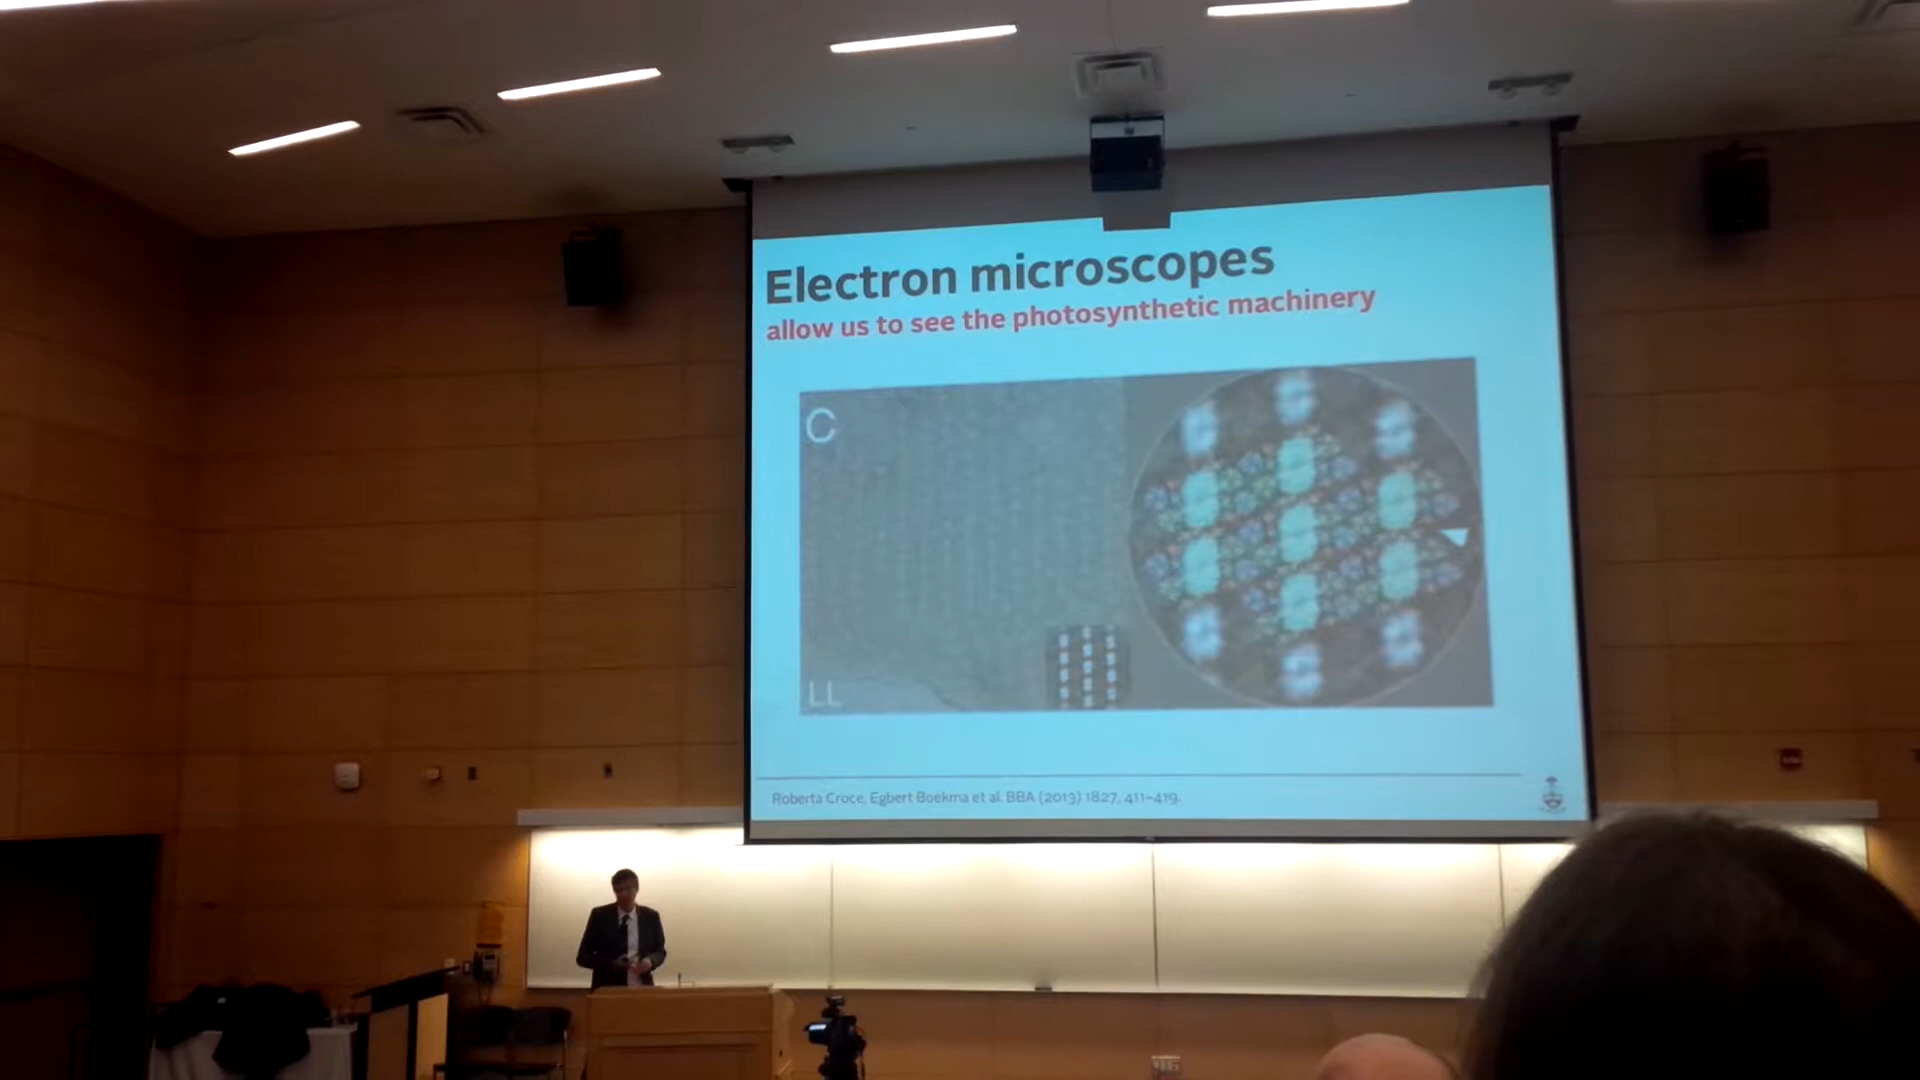 Electron microscopes
allow us to see the photosynthetic machinery
C
LL
Roberta Croce, Egbert Boekma et al. BBA (2013) 1827, 411–419.